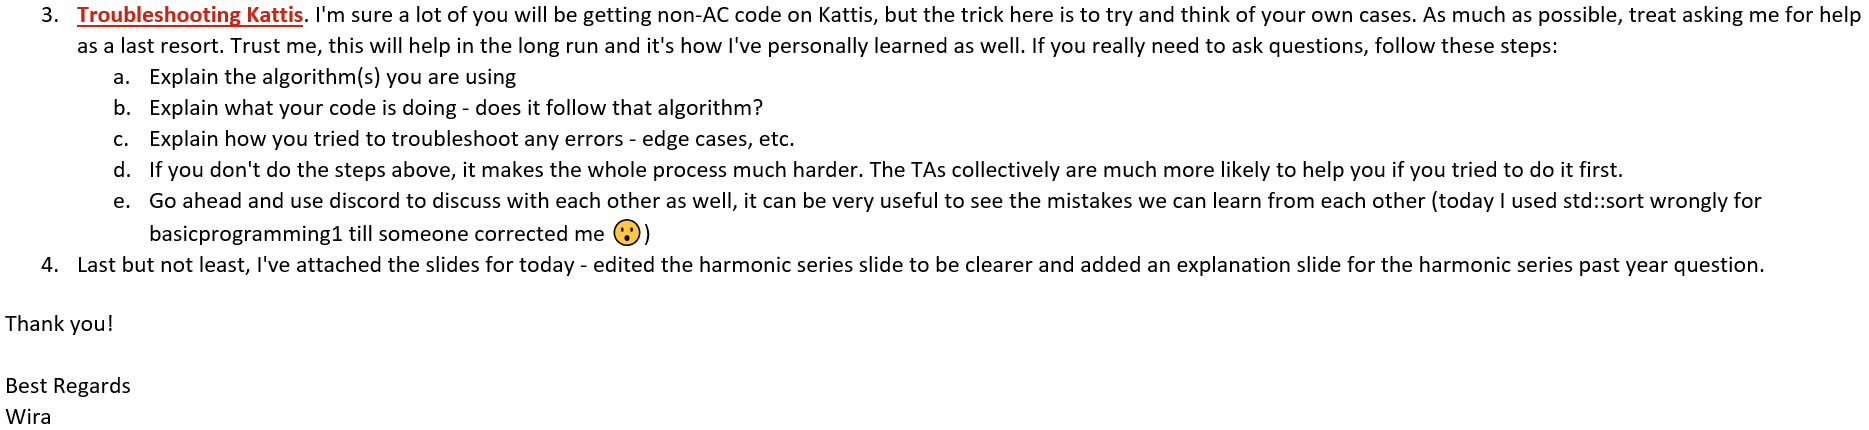 3. Troubleshooting Kattis. I'm sure a lot of you will be getting non-AC code on Kattis, but the trick here is to try and think of your own cases. As much as possible, treat asking me for help
as a last resort. Trust me, this will help in the long run and it's how I've personally learned as well. If you really need to ask questions, follow these steps:
a. Explain the algorithm(s) you are using
b. Explain what your code is doing - does it follow that algorithm?
c. Explain how you tried to troubleshoot any errors - edge cases, etc.
d. If you don't do the steps above, it makes the whole process much harder. The TAs collectively are much more likely to help you if you tried to do it first.
e. Go ahead and use discord to discuss with each other as well, it can be very useful to see the mistakes we can learn from each other (today I used std::sort wrongly for
basicprogramming1 till someone corrected me 😯)
4. Last but not least, I've attached the slides for today - edited the harmonic series slide to be clearer and added an explanation slide for the harmonic series past year question.
Thank you!
Best Regards
Wira